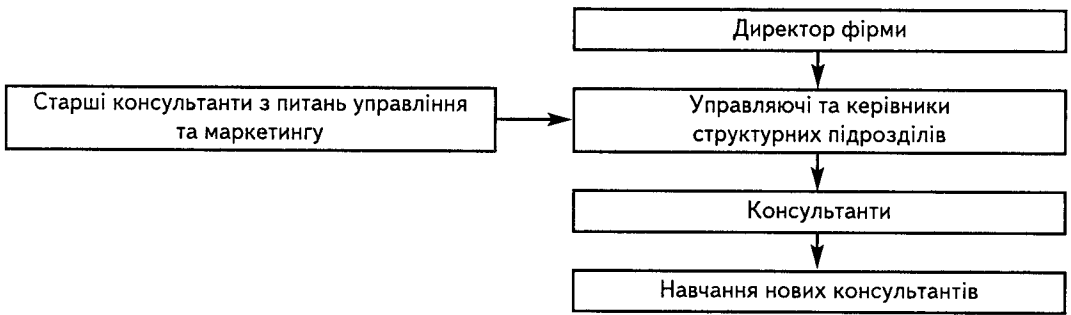 Директор фірми
Старші консультанти з питань управління
та маркетингу
Управляючі та керівники
структурних підрозділів
Консультанти
Навчання нових консультантів